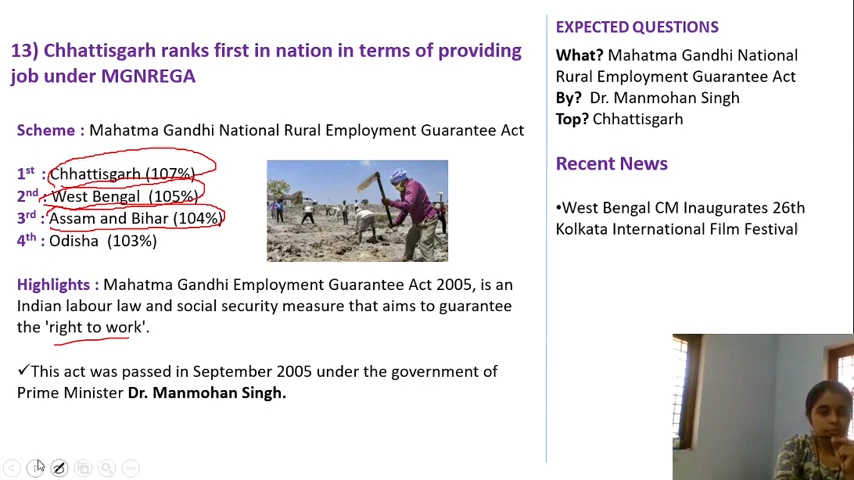 13) Chhattisgarh ranks first in nation in terms of providing
job under MGNREGA
Scheme : Mahatma Gandhi National Rural Employment Guarantee Act
1st : Chhattisgarh (107%)
2nd : West Bengal (105%)
3rd : Assam and Bihar (104%)
4th : Odisha (103%)
Highlights : Mahatma Gandhi Employment Guarantee Act 2005, is an
Indian labour law and social security measure that aims to guarantee
the 'right to work'.
✓This act was passed in September 2005 under the government of
Prime Minister Dr. Manmohan Singh.
EXPECTED QUESTIONS
What? Mahatma Gandhi National
Rural Employment Guarantee Act
By? Dr. Manmohan Singh
Top? Chhattisgarh
Recent News
•West Bengal CM Inaugurates 26th
Kolkata International Film Festival